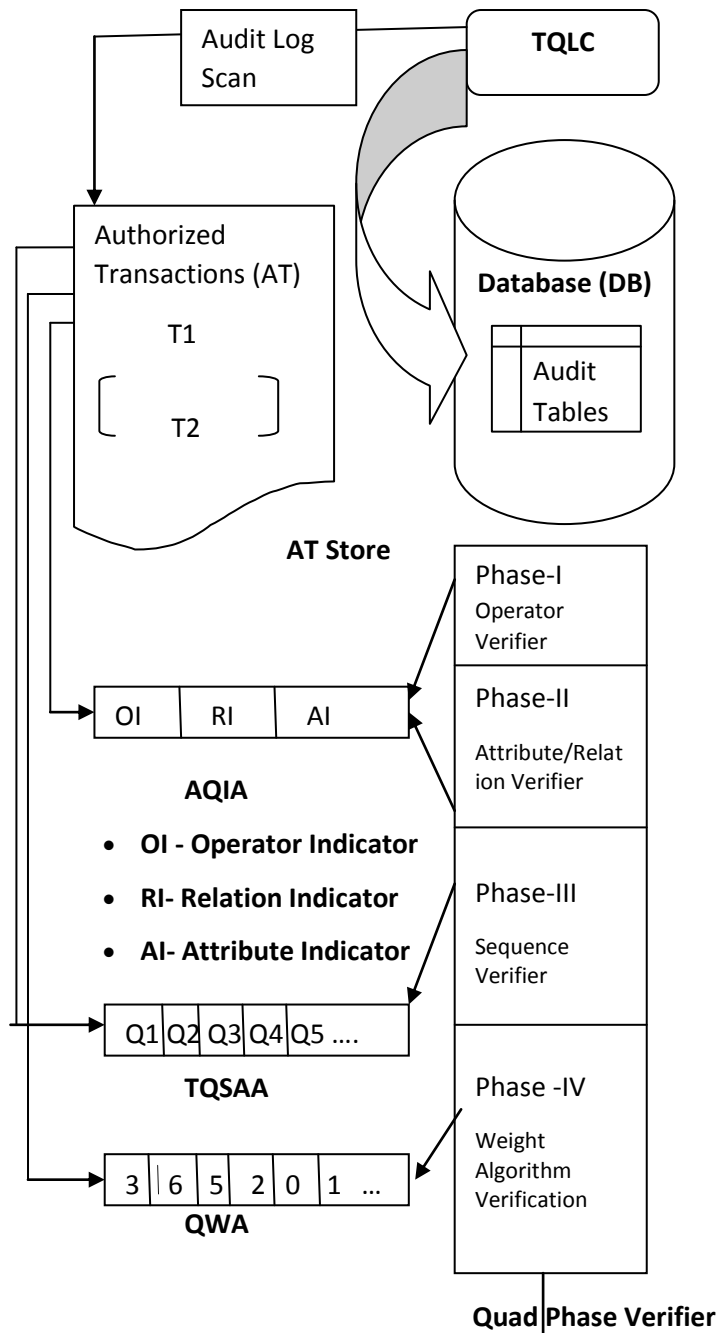 Audit Log
Scan
TQLC
Authorized
Transactions (AT)
T1
T2
Database (DB)
Audit
Tables
AT Store
Phase-I
Operator
Verifier
OI RI AI
Phase-II
Attribute/Relat
ion Verifier
AQIA
• OI - Operator Indicator
• RI- Relation Indicator
• AI- Attribute Indicator
Phase-III
Sequence
Verifier
Q1 Q2 Q3 Q4 Q5 ....
TQSAA
Phase -IV
Weight
Algorithm
Verification
3 6 5 2 0 1 ...
QWA
Quad Phase Verifier